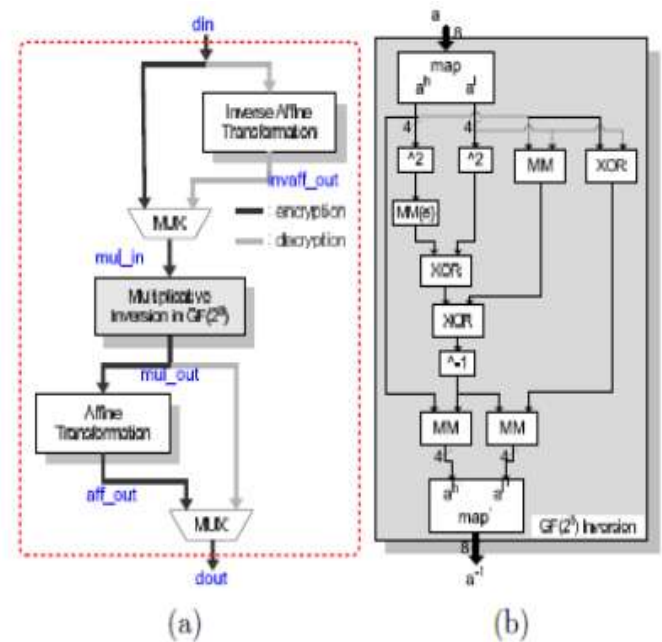 din
Inverse Affine
Transformation
invaff_out
: encryption
: decryption
MUX
mul_in
Multiplicative
Inversion in GF(2⁸)
mul_out
Affine
Transformation
aff_out
MUX
dout
(a)
a
8
map
aʰ aˡ
4 4
^2 ^2 MM XOR
MM{e}
XOR
XOR
^-1
MM MM
4 4
aʰ' aˡ'
map'
GF(2⁸) Inversion
8
a⁻¹
(b)